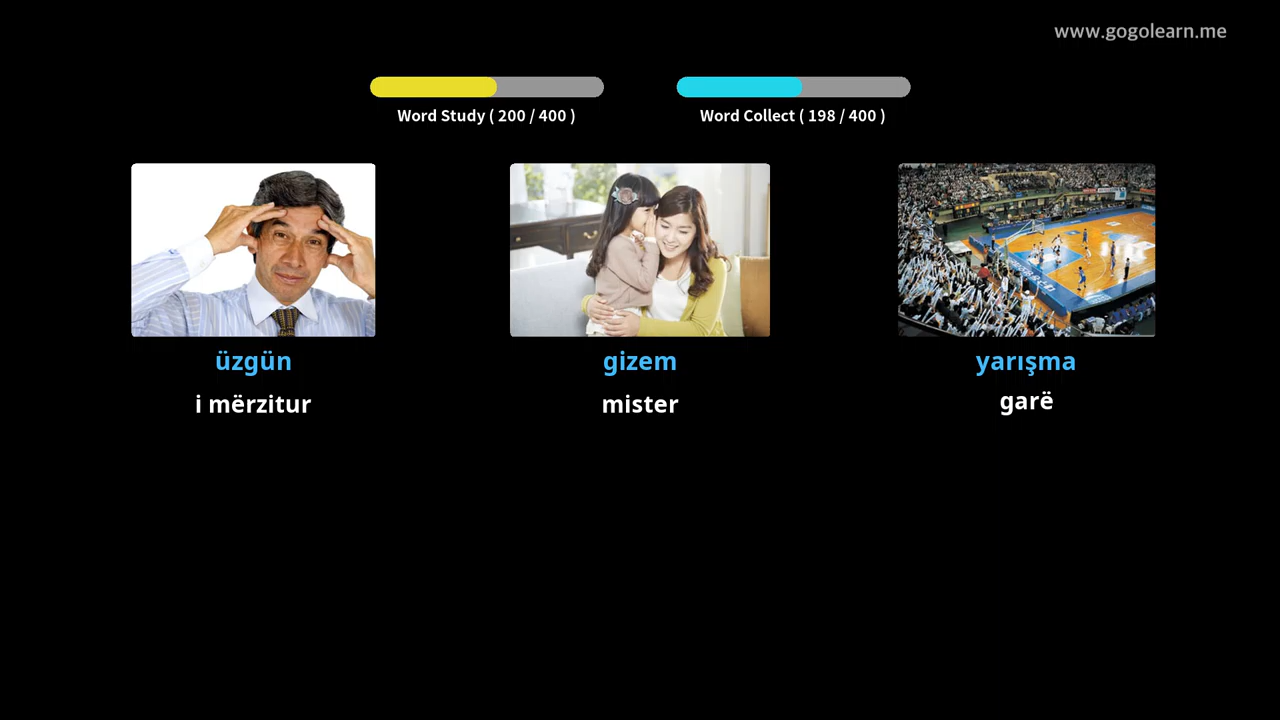 www.gogolearn.me
Word Study ( 200 / 400 )
Word Collect ( 198 / 400 )
üzgün
i mërzitur
gizem
mister
yarışma
garë